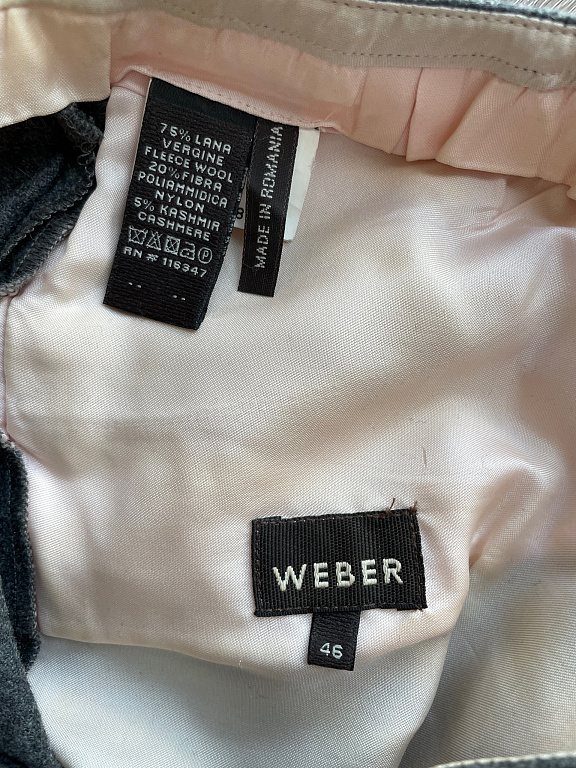 75% LANA
VERGINE
FLEECE WOOL
20% FIBRA
POLIAMMIDICA
NYLON
5% KASHMIR
CASHMERE
RN # 116347
8
MADE IN ROMANIA
WEBER
46